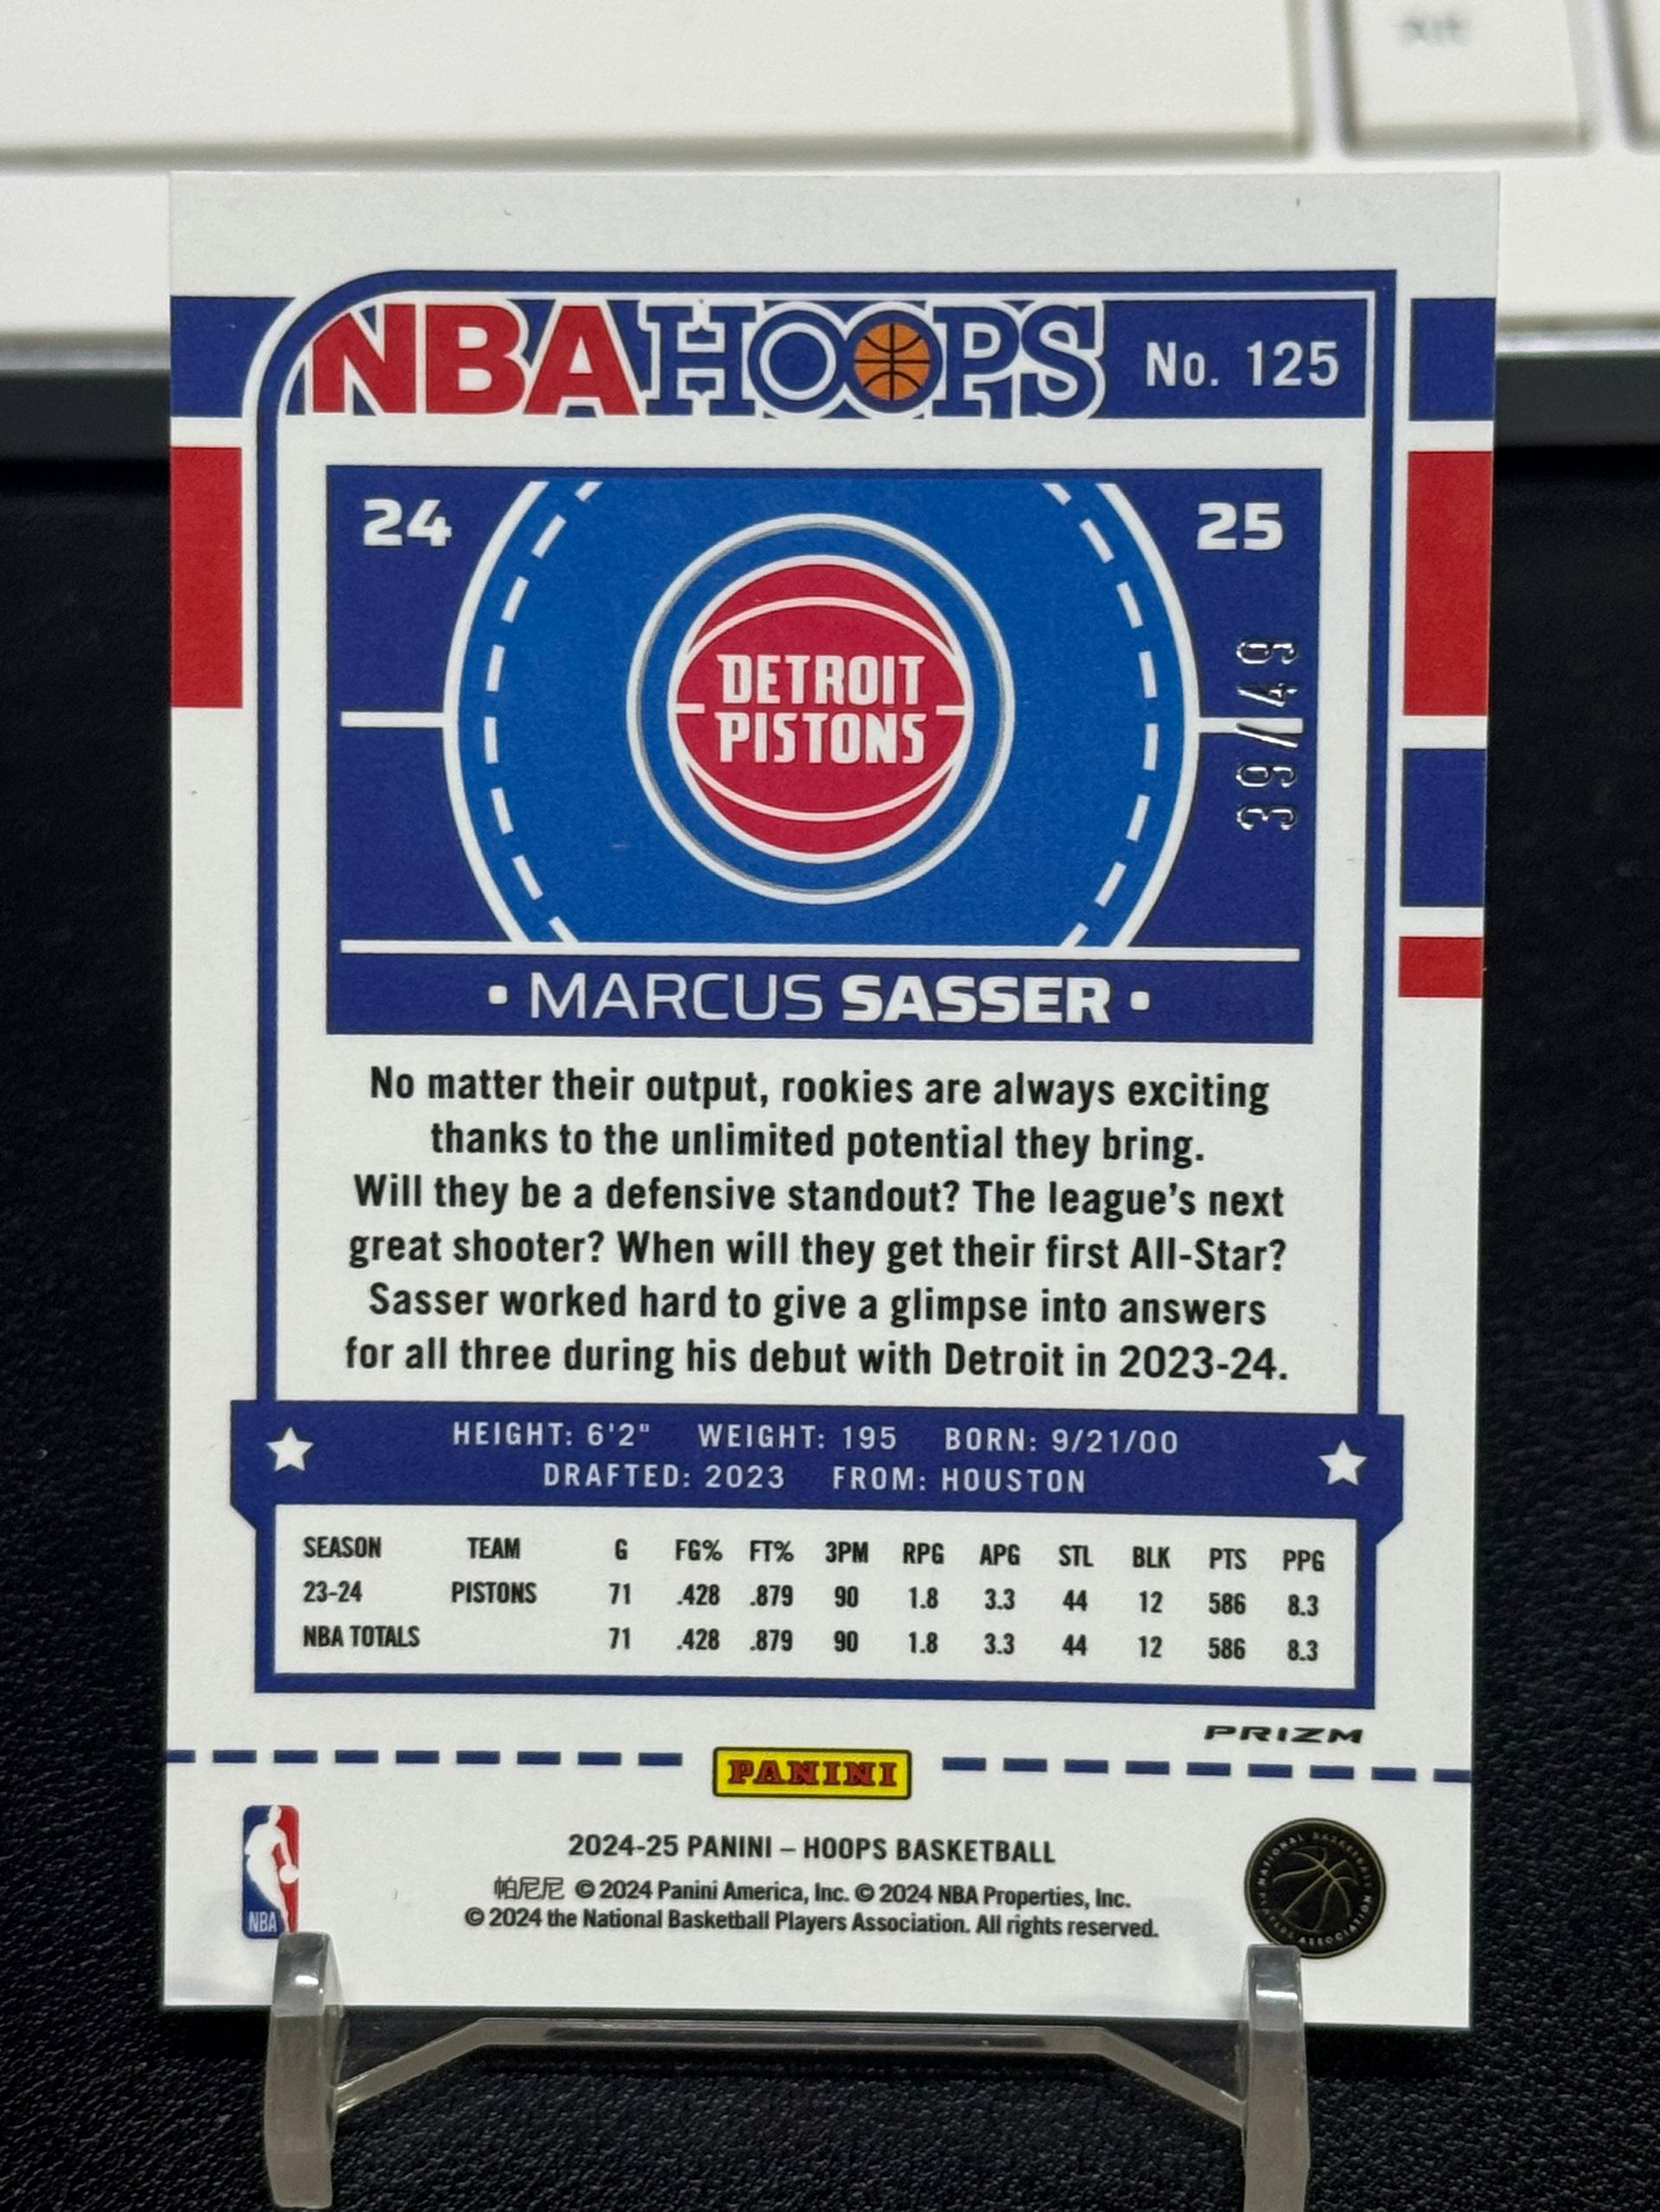 NBA HOOPS No. 125
24 25
DETROIT
PISTONS
39/49
• MARCUS SASSER •
No matter their output, rookies are always exciting
thanks to the unlimited potential they bring.
Will they be a defensive standout? The league's next
great shooter? When will they get their first All-Star?
Sasser worked hard to give a glimpse into answers
for all three during his debut with Detroit in 2023-24.
HEIGHT: 6'2" WEIGHT: 195 BORN: 9/21/00
DRAFTED: 2023 FROM: HOUSTON
SEASON TEAM G FG% FT% 3PM RPG APG STL BLK PTS PPG
23-24 PISTONS 71 .428 .879 90 1.8 3.3 44 12 586 8.3
NBA TOTALS 71 .428 .879 90 1.8 3.3 44 12 586 8.3
PRIZM
PANINI
2024-25 PANINI – HOOPS BASKETBALL
帕尼尼 © 2024 Panini America, Inc. © 2024 NBA Properties, Inc.
© 2024 the National Basketball Players Association. All rights reserved.
NBA
NATIONAL BASKETBALL PLAYERS ASSOCIATION